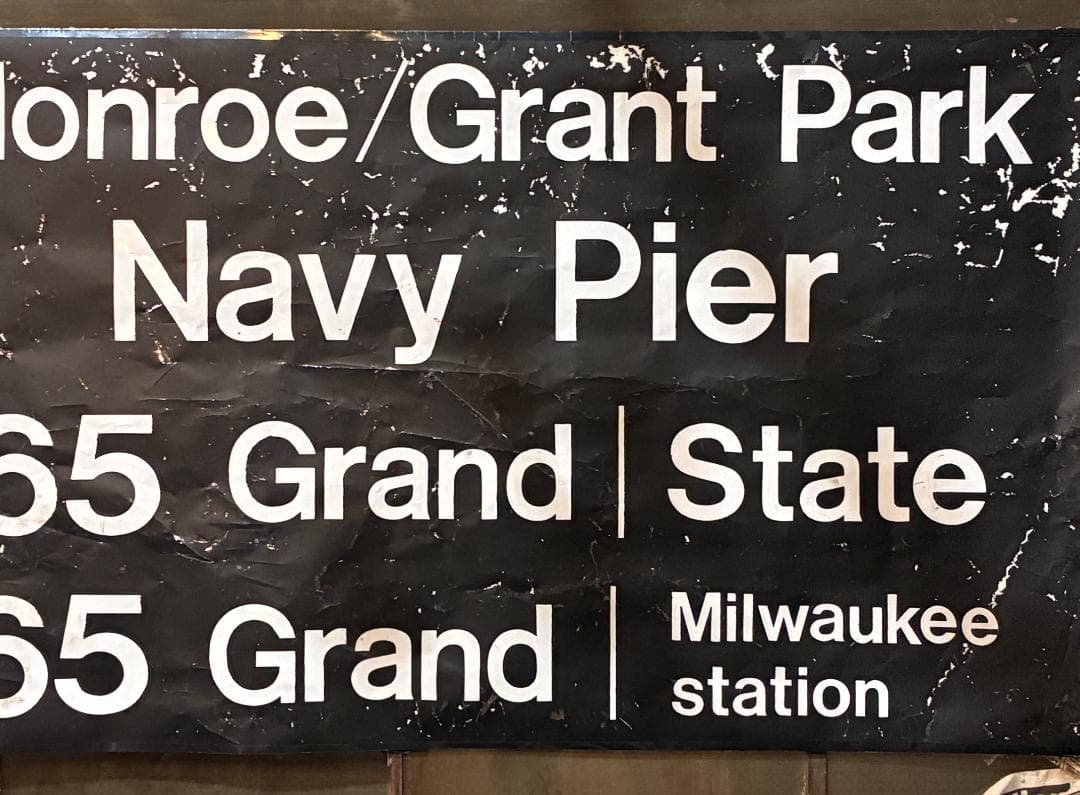 Monroe/Grant Park
Navy Pier
65 Grand | State
65 Grand | Milwaukee
station